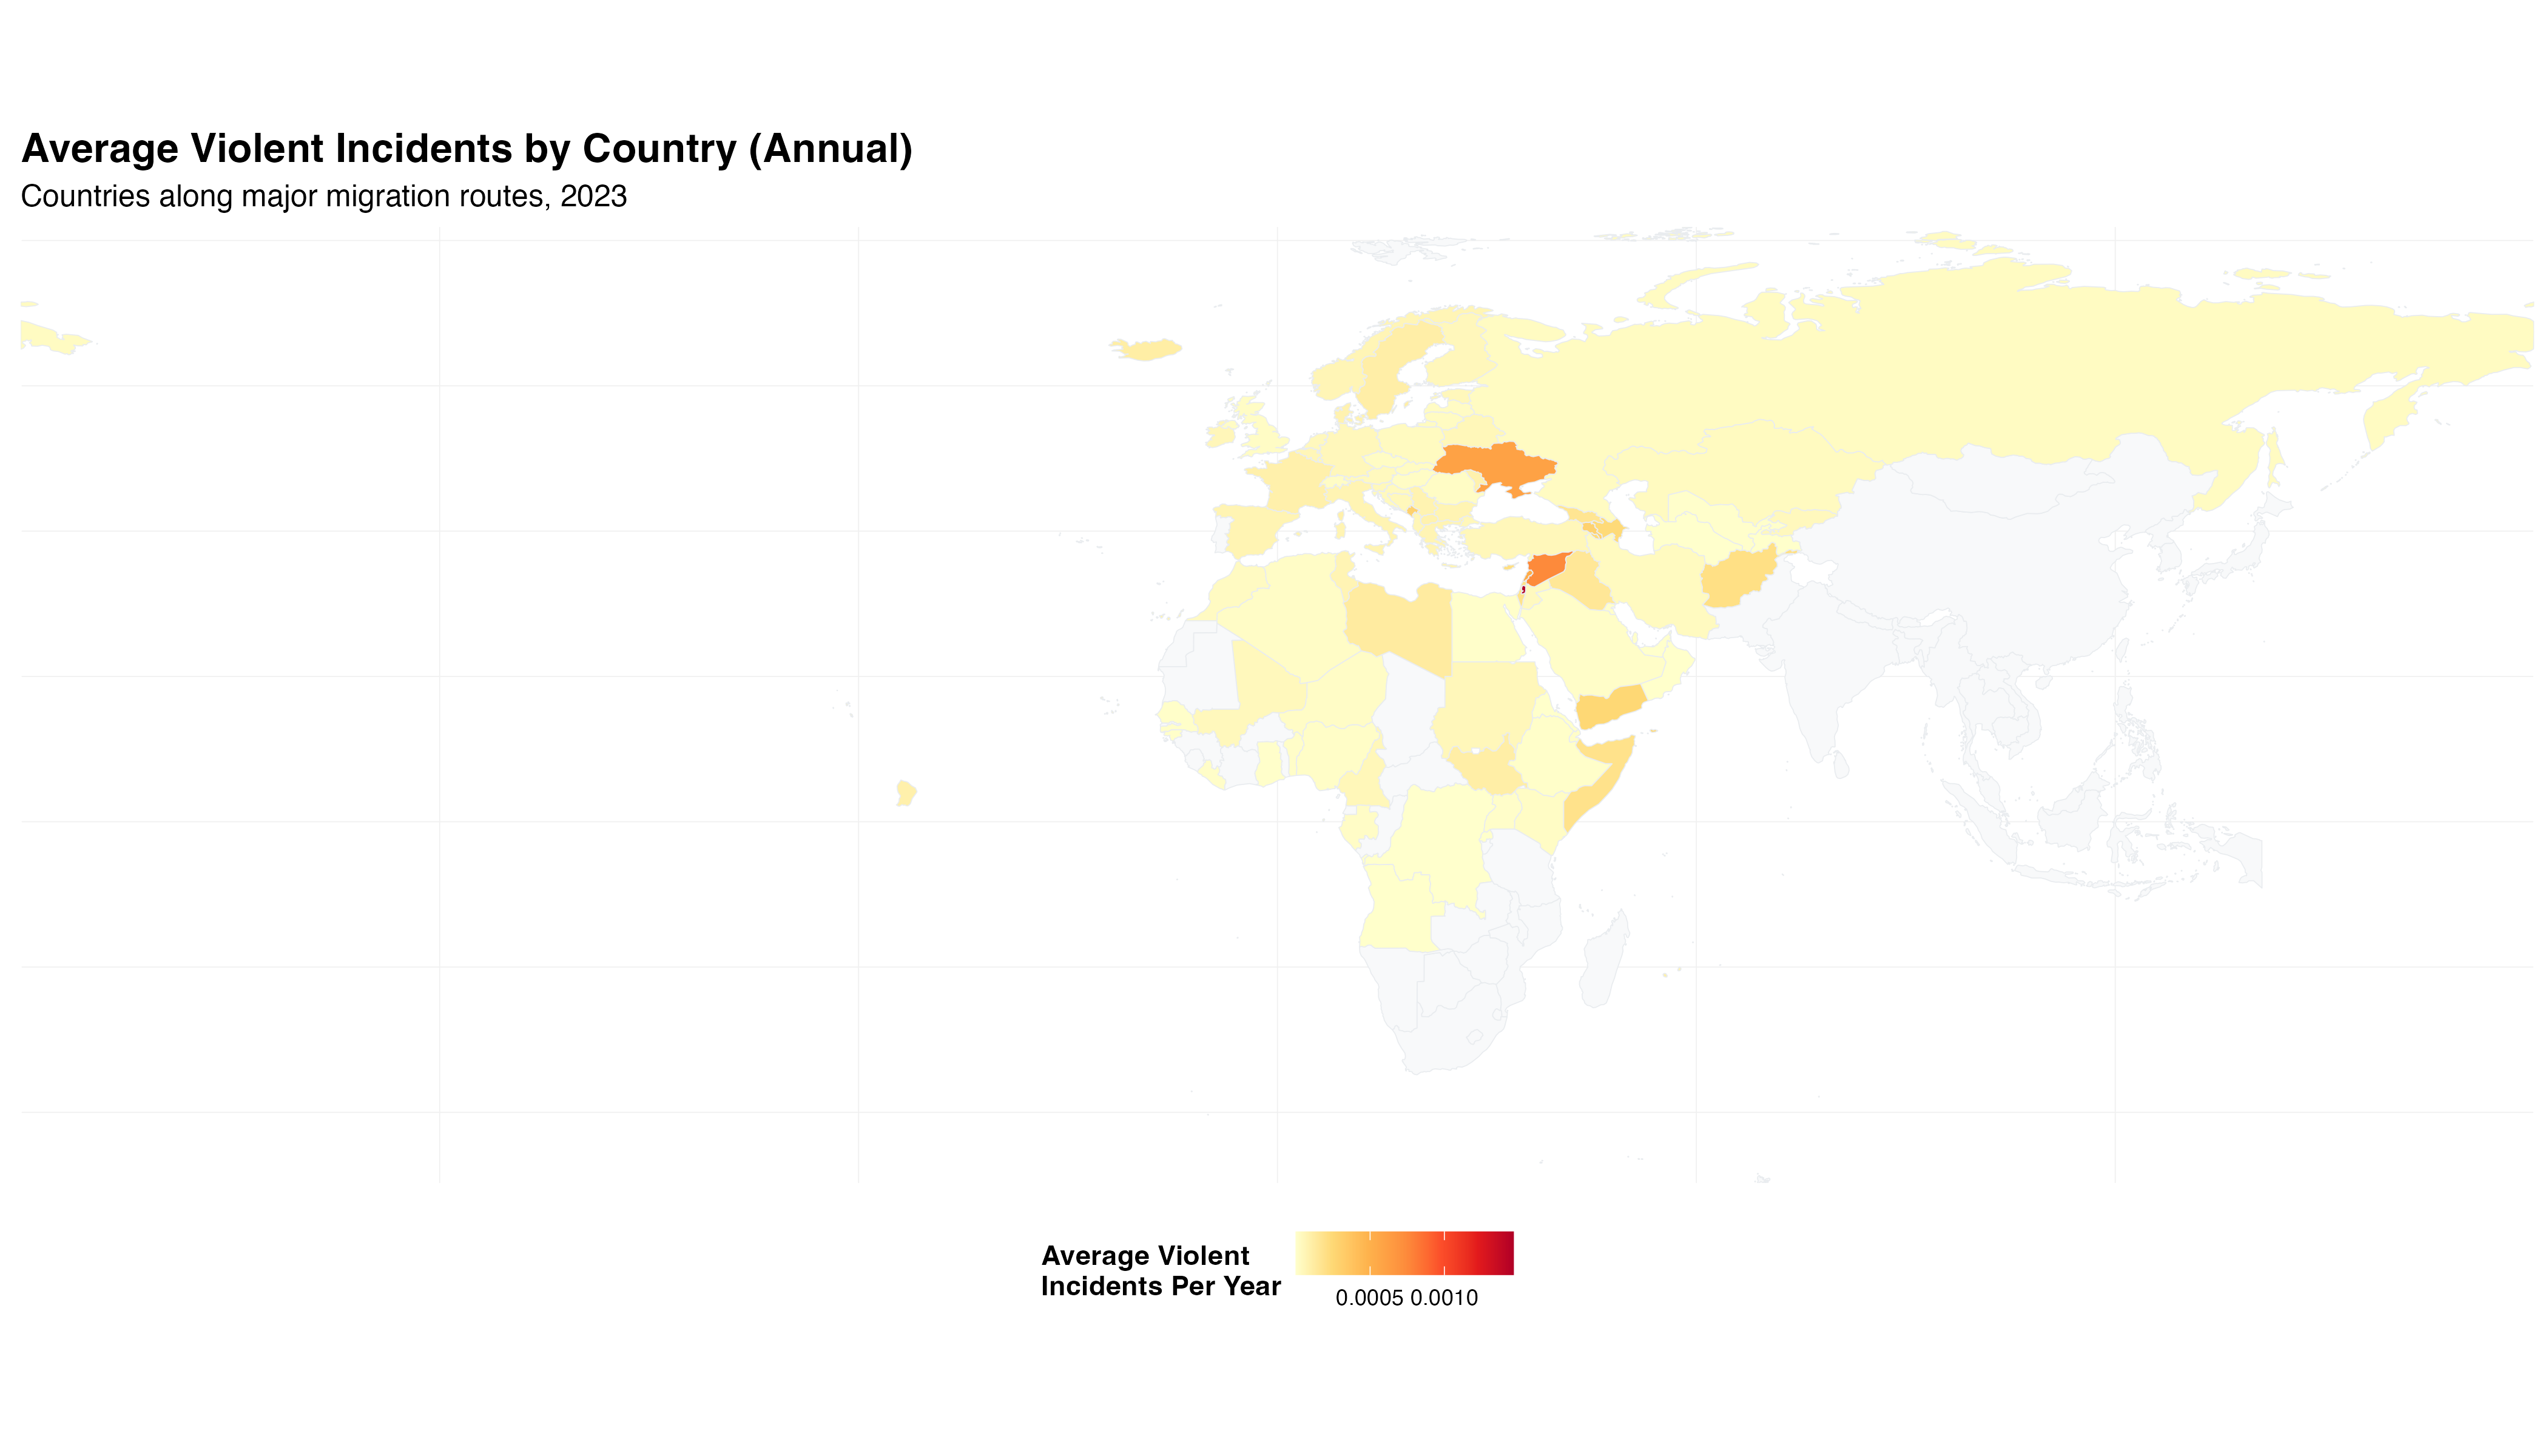 Average Violent Incidents by Country (Annual)
Countries along major migration routes, 2023
Average Violent
Incidents Per Year
0.0005 0.0010